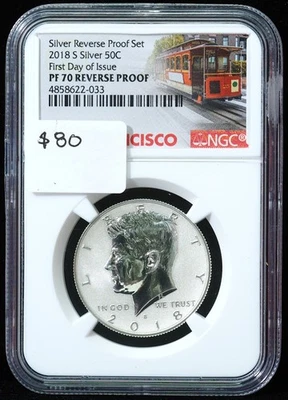 Silver Reverse Proof Set
2018 S Silver 50C
First Day of Issue
PF 70 REVERSE PROOF
4858622-033
$80
NCISCO
NGC®
LIBERTY
IN GOD WE TRUST
S
2018